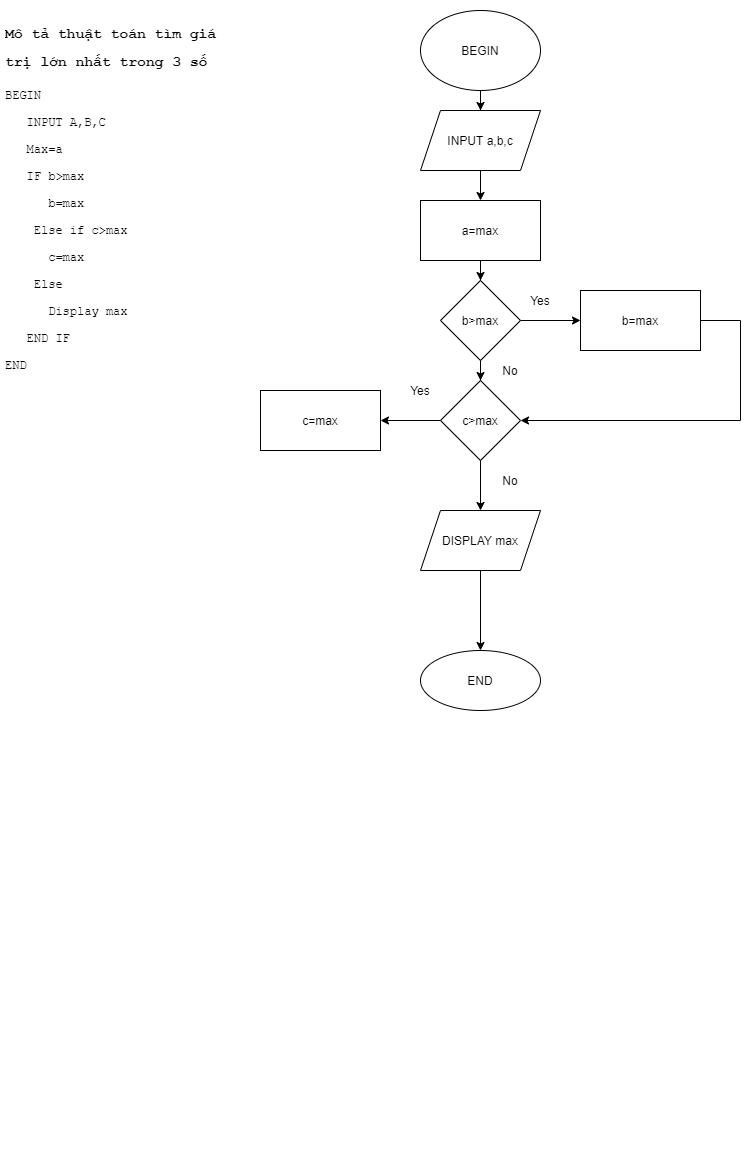 Mô tả thuật toán tìm giá
trị lớn nhất trong 3 số
BEGIN
INPUT A,B,C
Max=a
IF b>max
b=max
Else if c>max
c=max
Else
Display max
END IF
END
BEGIN
INPUT a,b,c
a=max
b>max
Yes
b=max
No
c>max
Yes
c=max
No
DISPLAY max
END